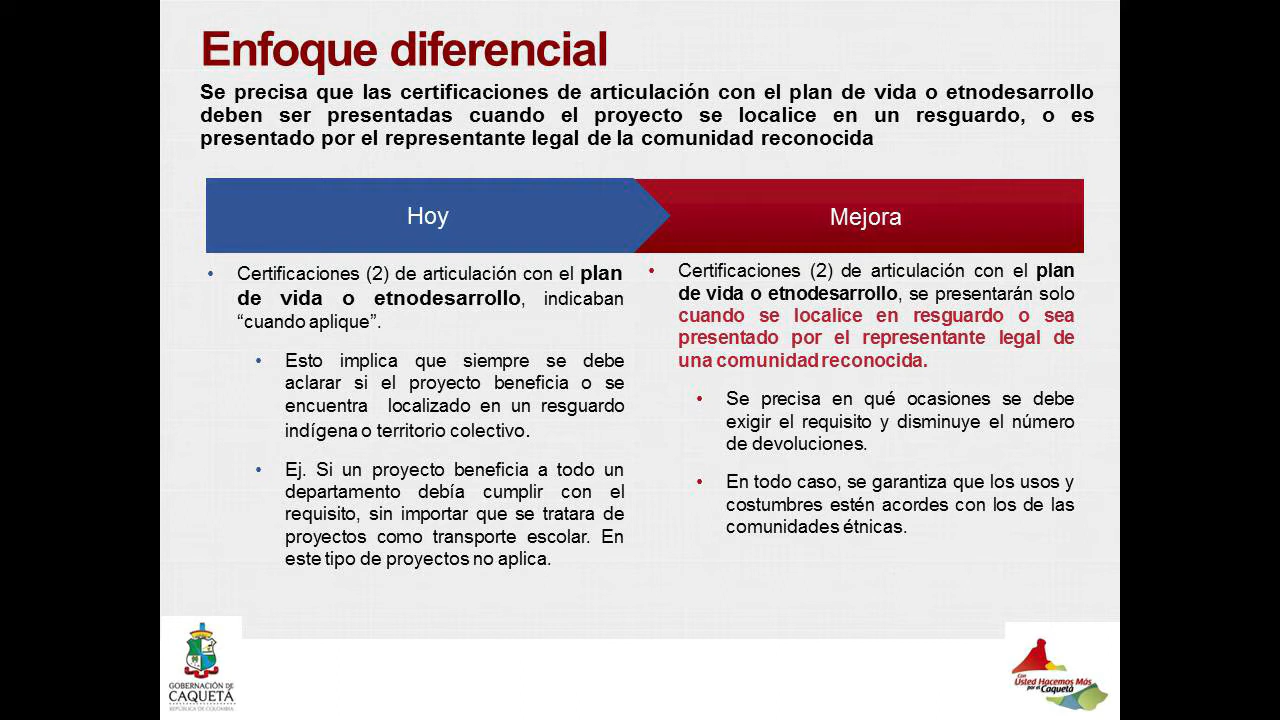 Enfoque diferencial
Se precisa que las certificaciones de articulación con el plan de vida o etnodesarrollo
deben ser presentadas cuando el proyecto se localice en un resguardo, o es
presentado por el representante legal de la comunidad reconocida
Hoy
Mejora
• Certificaciones (2) de articulación con el plan
de vida o etnodesarrollo, indicaban
“cuando aplique”.
• Esto implica que siempre se debe
aclarar si el proyecto beneficia o se
encuentra localizado en un resguardo
indígena o territorio colectivo.
• Ej. Si un proyecto beneficia a todo un
departamento debía cumplir con el
requisito, sin importar que se tratara de
proyectos como transporte escolar. En
este tipo de proyectos no aplica.
• Certificaciones (2) de articulación con el plan
de vida o etnodesarrollo, se presentarán solo
cuando se localice en resguardo o sea
presentado por el representante legal de
una comunidad reconocida.
• Se precisa en qué ocasiones se debe
exigir el requisito y disminuye el número
de devoluciones.
• En todo caso, se garantiza que los usos y
costumbres estén acordes con los de las
comunidades étnicas.
GOBERNACIÓN DE
CAQUETÁ
REPÚBLICA DE COLOMBIA
Con
Usted Hacemos Más
por el Caquetá